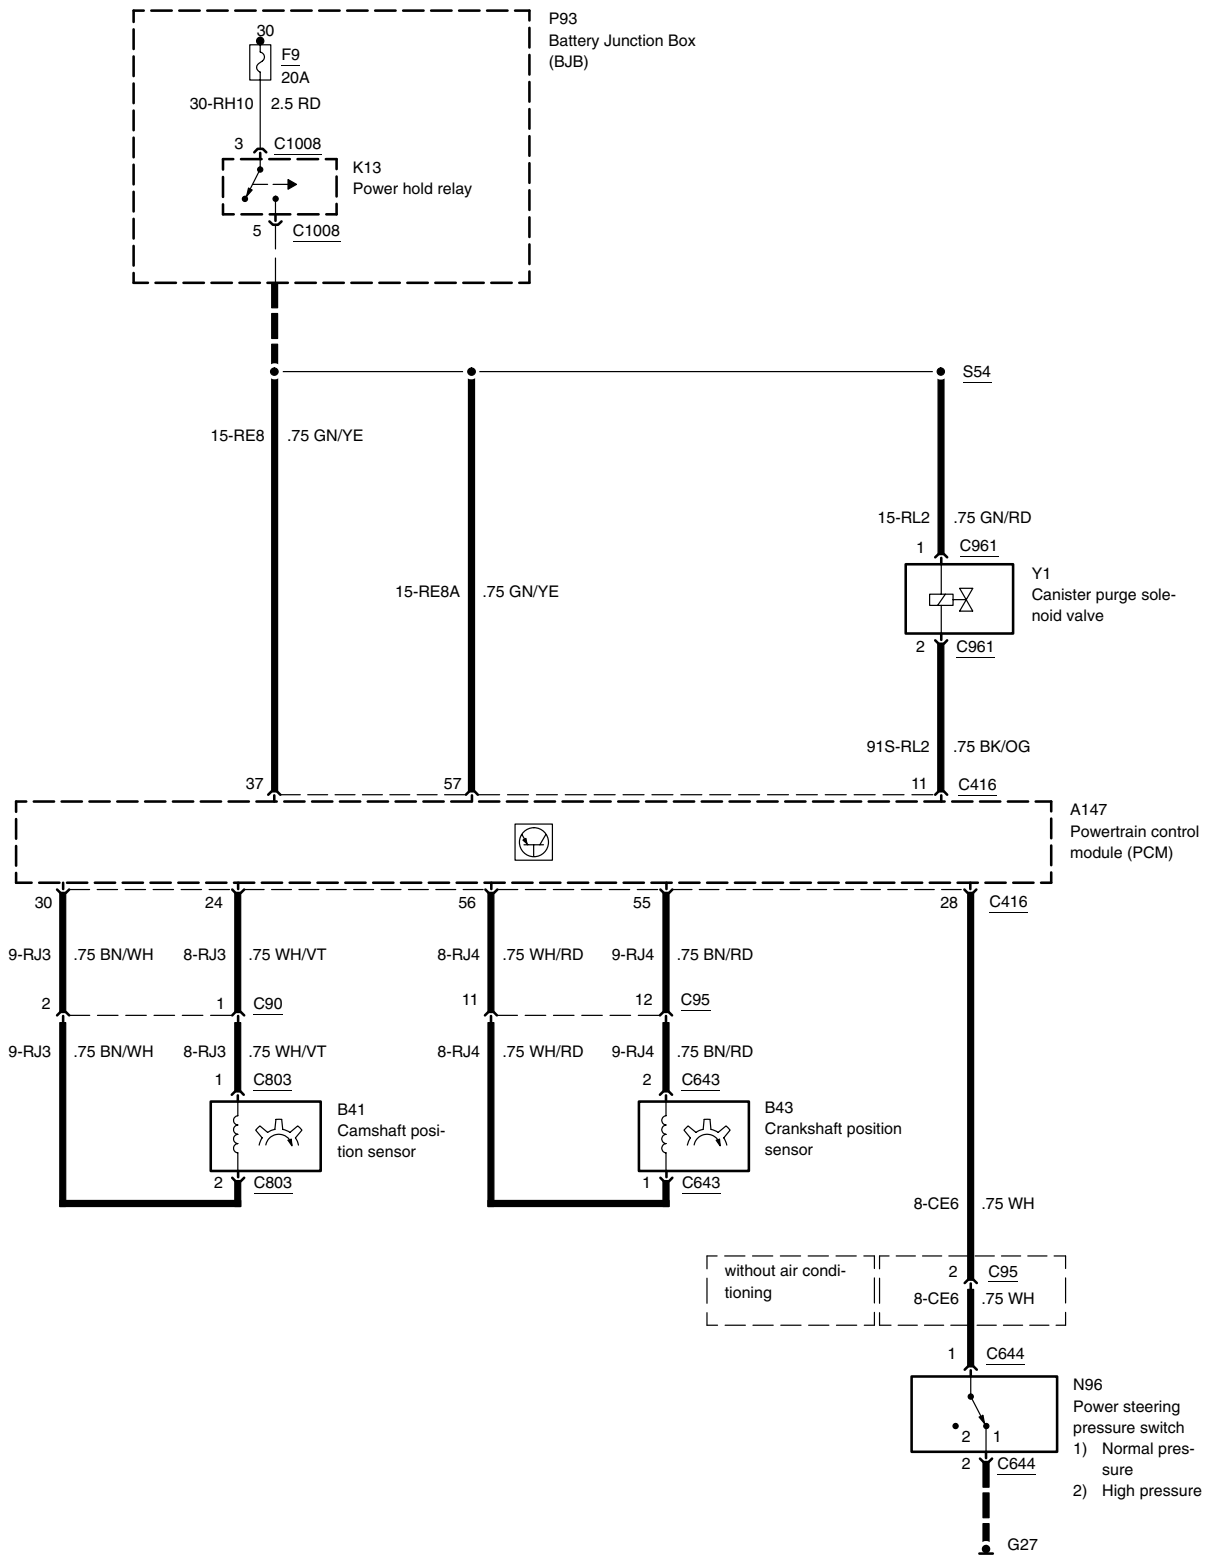 P93
Battery Junction Box
(BJB)
30
F9
20A
30-RH10 2.5 RD
3 C1008
K13
Power hold relay
5 C1008
S54
15-RE8 .75 GN/YE
15-RL2 .75 GN/RD
1 C961
Y1
Canister purge sole-
noid valve
15-RE8A .75 GN/YE
2 C961
91S-RL2 .75 BK/OG
37 57 11 C416
A147
Powertrain control
module (PCM)
30 24 56 55 28 C416
9-RJ3 .75 BN/WH 8-RJ3 .75 WH/VT 8-RJ4 .75 WH/RD 9-RJ4 .75 BN/RD
2 1 C90 11 12 C95
9-RJ3 .75 BN/WH 8-RJ3 .75 WH/VT 8-RJ4 .75 WH/RD 9-RJ4 .75 BN/RD
1 C803 2 C643
B41
Camshaft posi-
tion sensor
B43
Crankshaft position
sensor
2 C803 1 C643
8-CE6 .75 WH
without air condi-
tioning
2 C95
8-CE6 .75 WH
1 C644
N96
Power steering
pressure switch
1) Normal pres-
sure
2) High pressure
2 1
2 C644
G27